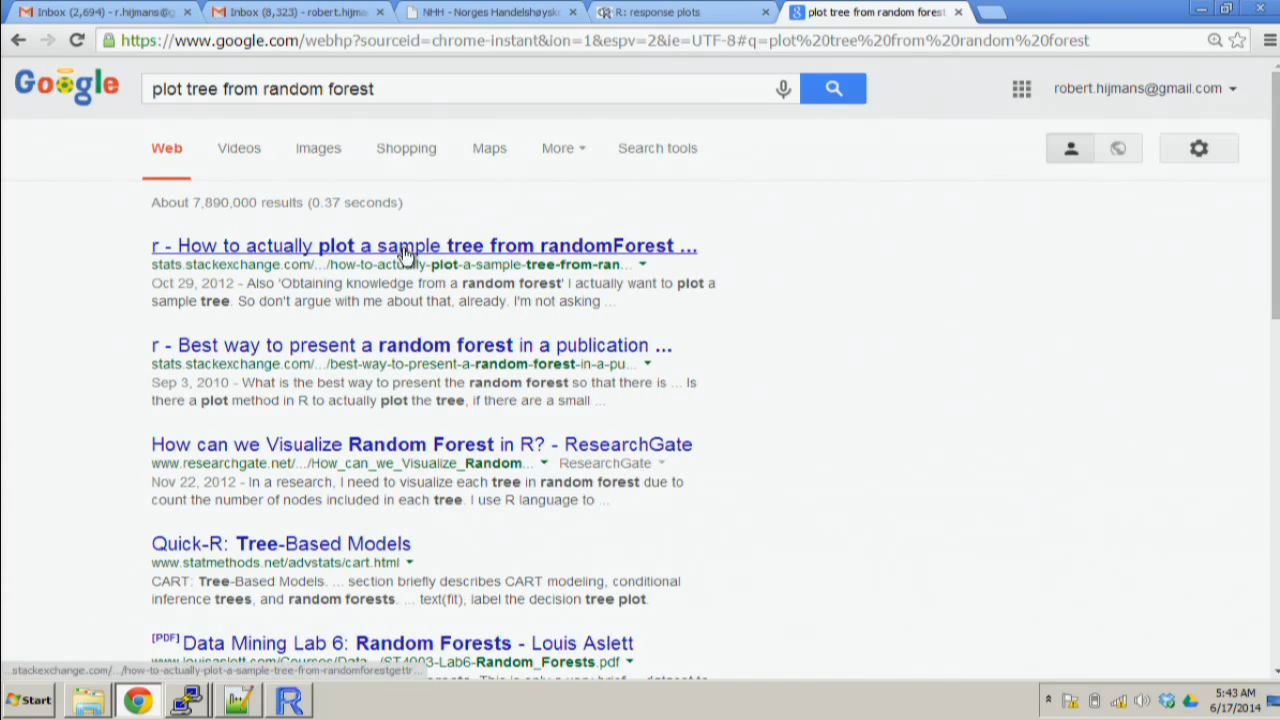 Inbox (2,694) - r.hijmans@g
Inbox (8,323) - robert.hijma
NHH - Norges Handelshøysko
R: response plots
plot tree from random forest
https://www.google.com/webhp?sourceid=chrome-instant&ion=1&espv=2&ie=UTF-8#q=plot%20tree%20from%20random%20forest
Google
plot tree from random forest
robert.hijmans@gmail.com
Web Videos Images Shopping Maps More Search tools
About 7,890,000 results (0.37 seconds)
r - How to actually plot a sample tree from randomForest ...
stats.stackexchange.com/.../how-to-actually-plot-a-sample-tree-from-ran...
Oct 29, 2012 - Also 'Obtaining knowledge from a random forest' I actually want to plot a
sample tree. So don't argue with me about that, already. I'm not asking ...
r - Best way to present a random forest in a publication ...
stats.stackexchange.com/.../best-way-to-present-a-random-forest-in-a-pu...
Sep 3, 2010 - What is the best way to present the random forest so that there is ... Is
there a plot method in R to actually plot the tree, if there are a small ...
How can we Visualize Random Forest in R? - ResearchGate
www.researchgate.net/.../How_can_we_Visualize_Random... ResearchGate
Nov 22, 2012 - In a research, I need to visualize each tree in random forest due to
count the number of nodes included in each tree. I use R language to ...
Quick-R: Tree-Based Models
www.statmethods.net/advstats/cart.html
CART: Tree-Based Models. ... section briefly describes CART modeling, conditional
inference trees, and random forests. ... text(fit), label the decision tree plot.
[PDF] Data Mining Lab 6: Random Forests - Louis Aslett
www.louisaslett.com/Courses/Data.../ST4003-Lab6-Random_Forests.pdf
stackexchange.com/.../how-to-actually-plot-a-sample-tree-from-randomforestgettr...
Start
5:43 AM
6/17/2014